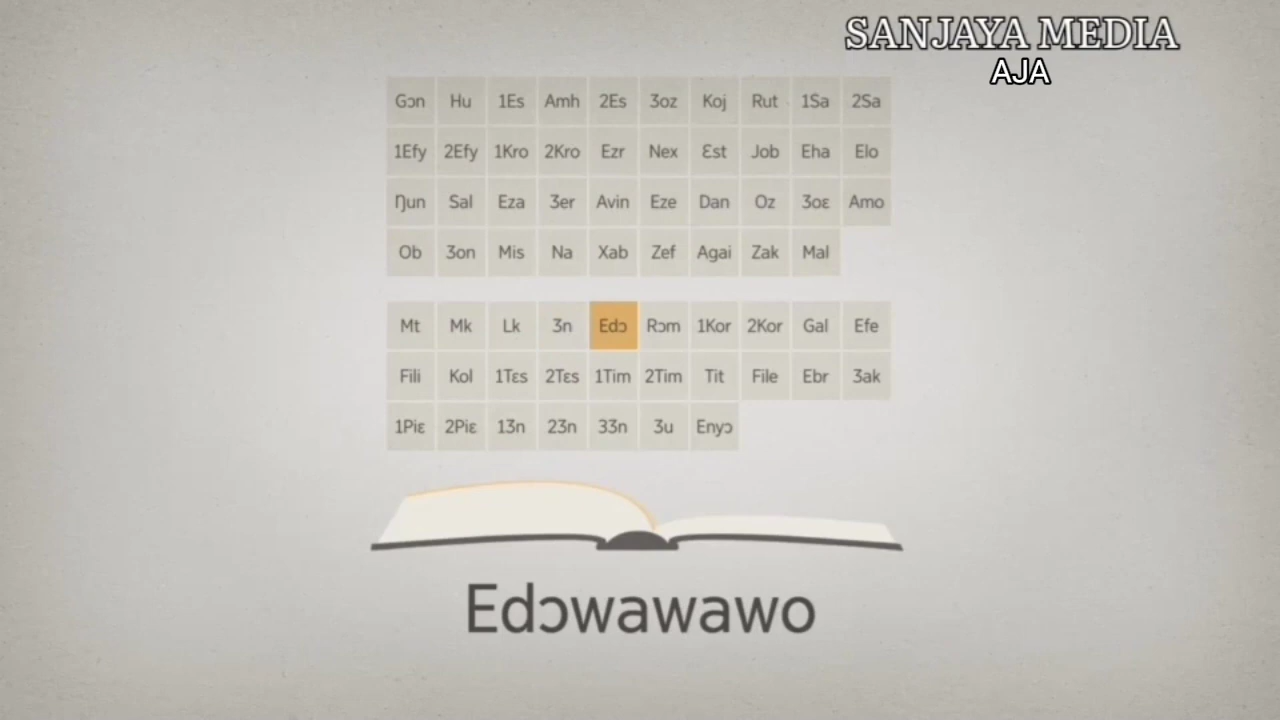 SANJAYA MEDIA
AJA
Gɔn Hu 1Es Amh 2Es 3oz Koj Rut 1Sa 2Sa
1Efy 2Efy 1Kro 2Kro Ezr Nex Ɛst Job Eha Elo
Ŋun Sal Eza 3er Avin Eze Dan Oz 3oɛ Amo
Ob 3on Mis Na Xab Zef Agai Zak Mal
Mt Mk Lk 3n Edɔ Rɔm 1Kor 2Kor Gal Efe
Fili Kol 1Tɛs 2Tɛs 1Tim 2Tim Tit File Ebr 3ak
1Piɛ 2Piɛ 13n 23n 33n 3u Enyɔ
Edɔwawawo